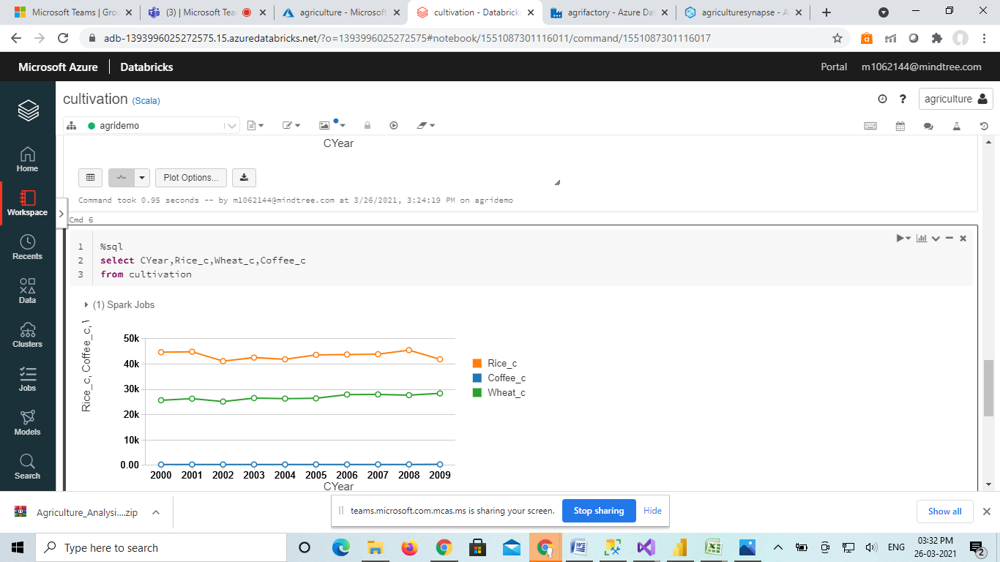 Microsoft Teams | Grou
(3) | Microsoft Tea
agriculture - Microsoft
cultivation - Databrick
agrifactory - Azure Da
agriculturesynapse - A
adb-1393996025272575.15.azuredatabricks.net/?o=1393996025272575#notebook/1551087301116011/command/1551087301116017
Microsoft Azure | Databricks
Portal m1062144@mindtree.com
cultivation (Scala)
? agriculture
agridemo
Home
Workspace
Recents
Data
Clusters
Jobs
Models
Search
CYear
Plot Options...
Command took 0.95 seconds -- by m1062144@mindtree.com at 3/26/2021, 3:24:19 PM on agridemo
Cmd 6
1 %sql
2 select CYear,Rice_c,Wheat_c,Coffee_c
3 from cultivation
(1) Spark Jobs
Rice_c, Coffee_c,
50k
40k
30k
20k
10k
0.00
2000 2001 2002 2003 2004 2005 2006 2007 2008 2009
CYear
Rice_c
Coffee_c
Wheat_c
Agriculture_Analysi....zip
teams.microsoft.com.mcas.ms is sharing your screen. Stop sharing Hide
Show all
Type here to search
ENG
03:32 PM
26-03-2021
2